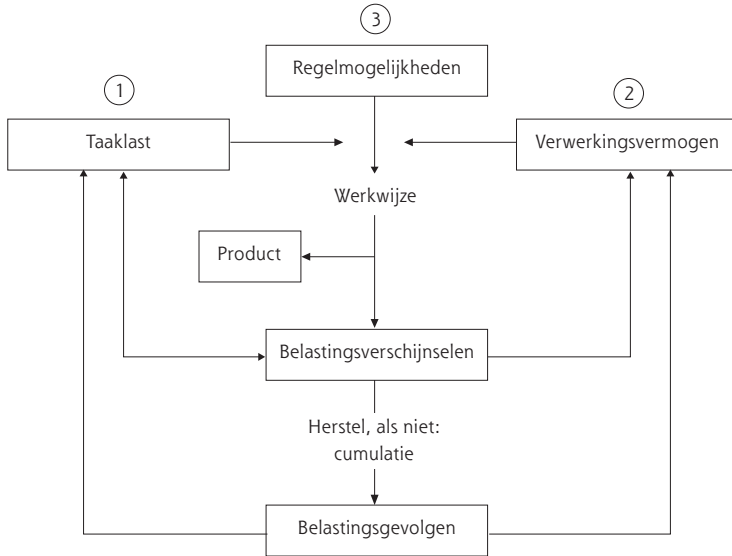 3
Regelmogelijkheden
1
2
Taaklast
Verwerkingsvermogen
Werkwijze
Product
Belastingsverschijnselen
Herstel, als niet:
cumulatie
Belastingsgevolgen